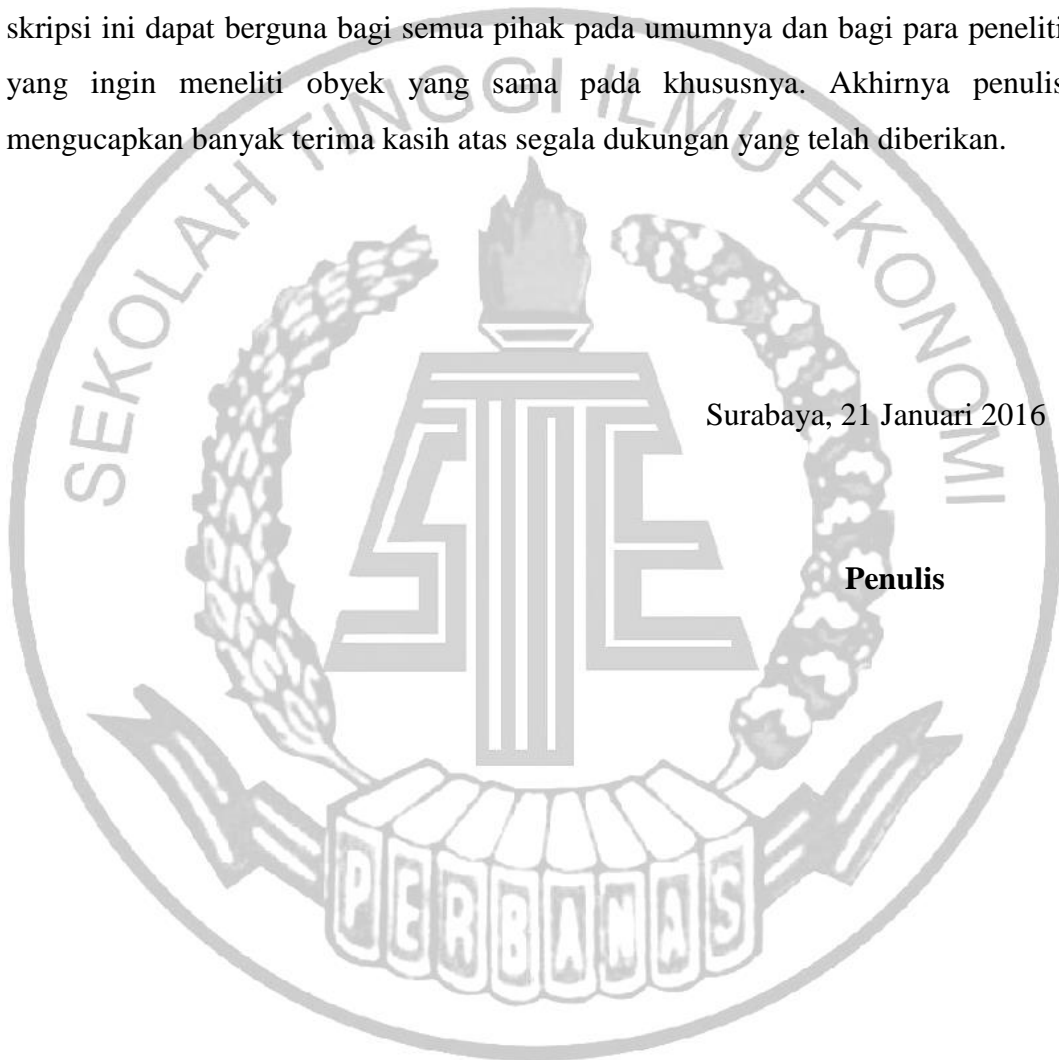 skripsi ini dapat berguna bagi semua pihak pada umumnya dan bagi para peneliti
yang ingin meneliti obyek yang sama pada khususnya. Akhirnya penulis
mengucapkan banyak terima kasih atas segala dukungan yang telah diberikan.
SEKOLAH TINGGI ILMU EKONOMI
STIE
Surabaya, 21 Januari 2016
Penulis
PERBANAS